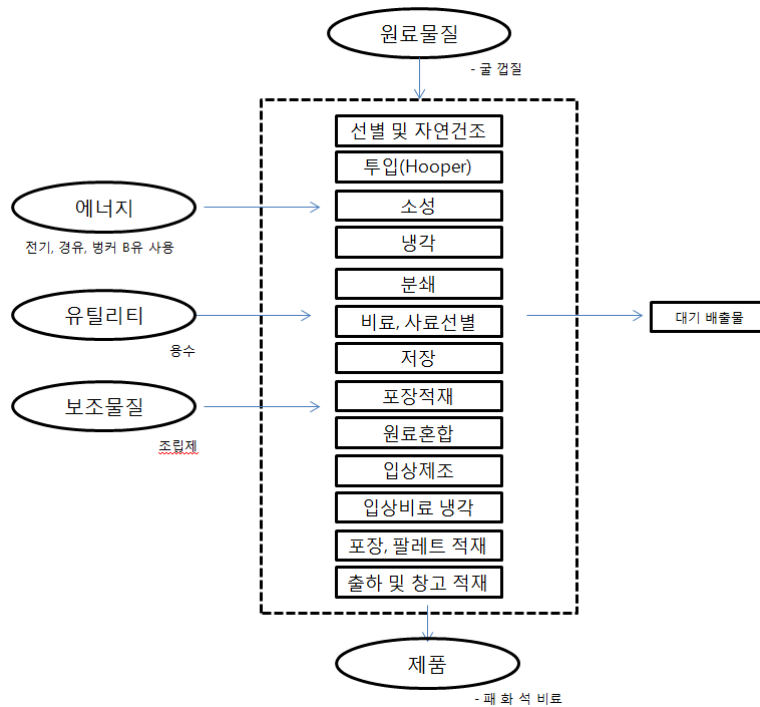 원료물질
- 굴 껍질
선별 및 자연건조
투입(Hooper)
에너지
소성
전기, 경유, 벙커 B유 사용
냉각
분쇄
유틸리티
비료, 사료선별
대기 배출물
용수
저장
보조물질
포장적재
조립제
원료혼합
입상제조
입상비료 냉각
포장, 팔레트 적재
출하 및 창고 적재
제품
- 패 화 석 비료